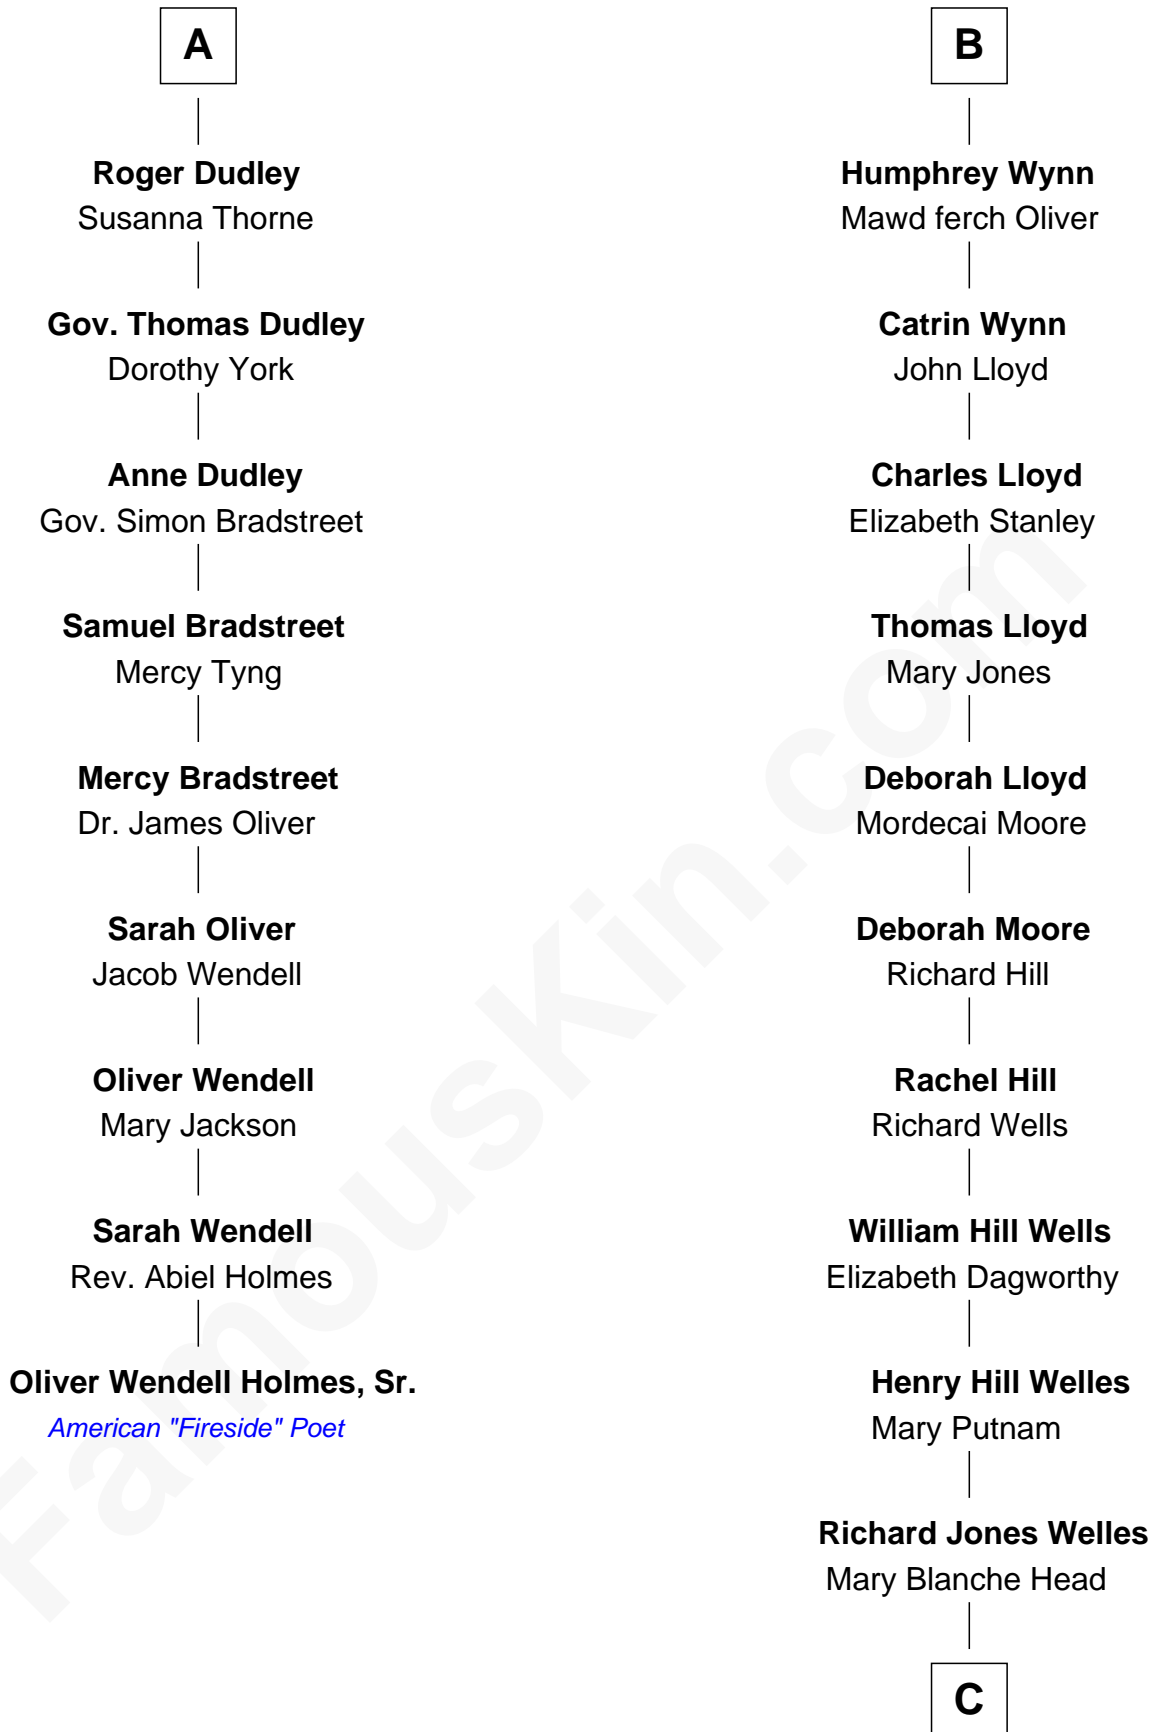 A
Roger Dudley
Susanna Thorne
Gov. Thomas Dudley
Dorothy York
Anne Dudley
Gov. Simon Bradstreet
Samuel Bradstreet
Mercy Tyng
Mercy Bradstreet
Dr. James Oliver
Sarah Oliver
Jacob Wendell
Oliver Wendell
Mary Jackson
Sarah Wendell
Rev. Abiel Holmes
Oliver Wendell Holmes, Sr.
American "Fireside" Poet
B
Humphrey Wynn
Mawd ferch Oliver
Catrin Wynn
John Lloyd
Charles Lloyd
Elizabeth Stanley
Thomas Lloyd
Mary Jones
Deborah Lloyd
Mordecai Moore
Deborah Moore
Richard Hill
Rachel Hill
Richard Wells
William Hill Wells
Elizabeth Dagworthy
Henry Hill Welles
Mary Putnam
Richard Jones Welles
Mary Blanche Head
C
FamousKin.com